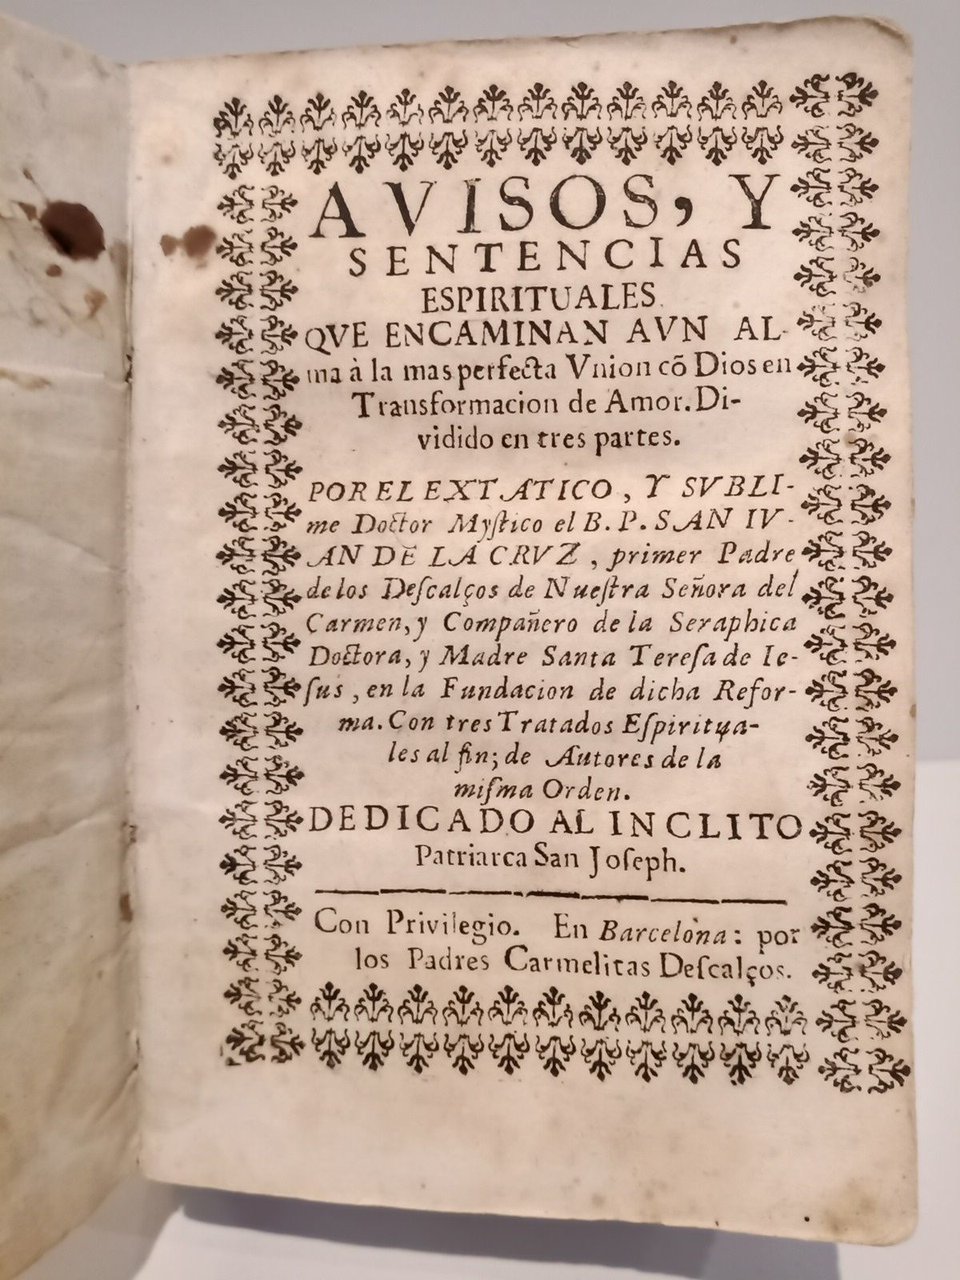 AVISOS, Y
SENTENCIAS
ESPIRITUALES.
QVE ENCAMINAN AVN AL-
ma à la mas perfecta Vnion cõ Dios en
Transformacion de Amor. Di-
vidido en tres partes.
POR EL EXTATICO, Y SVBLI-
me Doctor Myſtico el B. P. SAN IV-
AN DE LA CRVZ, primer Padre
de los Deſcalços de Nueſtra Señora del
Carmen, y Compañero de la Seraphica
Doctora, y Madre Santa Tereſa de Ie-
ſus, en la Fundacion de dicha Refor-
ma. Con tres Tratados Eſpiritua-
les al fin; de Autores de la
miſma Orden.
DEDICADO AL INCLITO
Patriarca San Joſeph.
Con Privilegio. En Barcelòna: por
los Padres Carmelitas Deſcalços.